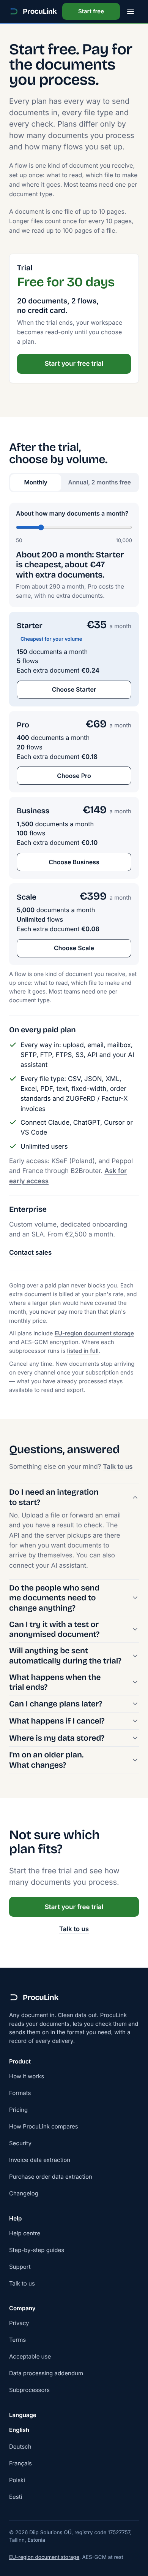 ProcuLink
Start free
Start free. Pay for
the documents
you process.
Every plan has every way to send
documents in, every file type and
every check. Plans differ only by
how many documents you process
and how many flows you set up.
A flow is one kind of document you receive,
set up once: what to read, which file to make
and where it goes. Most teams need one per
document type.
A document is one file of up to 10 pages.
Longer files count once for every 10 pages,
and we read up to 100 pages of a file.
Trial
Free for 30 days
20 documents, 2 flows,
no credit card.
When the trial ends, your workspace
becomes read-only until you choose
a plan.
Start your free trial
After the trial,
choose by volume.
Monthly
Annual, 2 months free
About how many documents a month?
50
10,000
About 200 a month: Starter
is cheapest, about €47
with extra documents.
From about 290 a month, Pro costs the
same, with no extra documents.
Starter
€35 a month
Cheapest for your volume
150 documents a month
5 flows
Each extra document €0.24
Choose Starter
Pro
€69 a month
400 documents a month
20 flows
Each extra document €0.18
Choose Pro
Business
€149 a month
1,500 documents a month
100 flows
Each extra document €0.10
Choose Business
Scale
€399 a month
5,000 documents a month
Unlimited flows
Each extra document €0.08
Choose Scale
A flow is one kind of document you receive, set
up once: what to read, which file to make and
where it goes. Most teams need one per
document type.
On every paid plan
Every way in: upload, email, mailbox,
SFTP, FTP, FTPS, S3, API and your AI
assistant
Every file type: CSV, JSON, XML,
Excel, PDF, text, fixed-width, order
standards and ZUGFeRD / Factur-X
invoices
Connect Claude, ChatGPT, Cursor or
VS Code
Unlimited users
Early access: KSeF (Poland), and Peppol
and France through B2Brouter. Ask for
early access
Enterprise
Custom volume, dedicated onboarding
and an SLA. From €2,500 a month.
Contact sales
Going over a paid plan never blocks you. Each
extra document is billed at your plan's rate, and
where a larger plan would have covered the
month, you never pay more than that plan's
monthly price.
All plans include EU-region document storage
and AES-GCM encryption. Where each
subprocessor runs is listed in full.
Cancel any time. New documents stop arriving
on every channel once your subscription ends
— what you have already processed stays
available to read and export.
Questions, answered
Something else on your mind? Talk to us
Do I need an integration
to start?
No. Upload a file or forward an email
and you have a result to check. The
API and the server pickups are there
for when you want documents to
arrive by themselves. You can also
connect your AI assistant.
Do the people who send
me documents need to
change anything?
Can I try it with a test or
anonymised document?
Will anything be sent
automatically during the trial?
What happens when the
trial ends?
Can I change plans later?
What happens if I cancel?
Where is my data stored?
I'm on an older plan.
What changes?
Not sure which
plan fits?
Start the free trial and see how
many documents you process.
Start your free trial
Talk to us
ProcuLink
Any document in. Clean data out. ProcuLink
reads your documents, lets you check them and
sends them on in the format you need, with a
record of every delivery.
Product
How it works
Formats
Pricing
How ProcuLink compares
Security
Invoice data extraction
Purchase order data extraction
Changelog
Help
Help centre
Step-by-step guides
Support
Talk to us
Company
Privacy
Terms
Acceptable use
Data processing addendum
Subprocessors
Language
English
Deutsch
Français
Polski
Eesti
© 2026 Diip Solutions OÜ, registry code 17527757,
Tallinn, Estonia
EU-region document storage, AES-GCM at rest